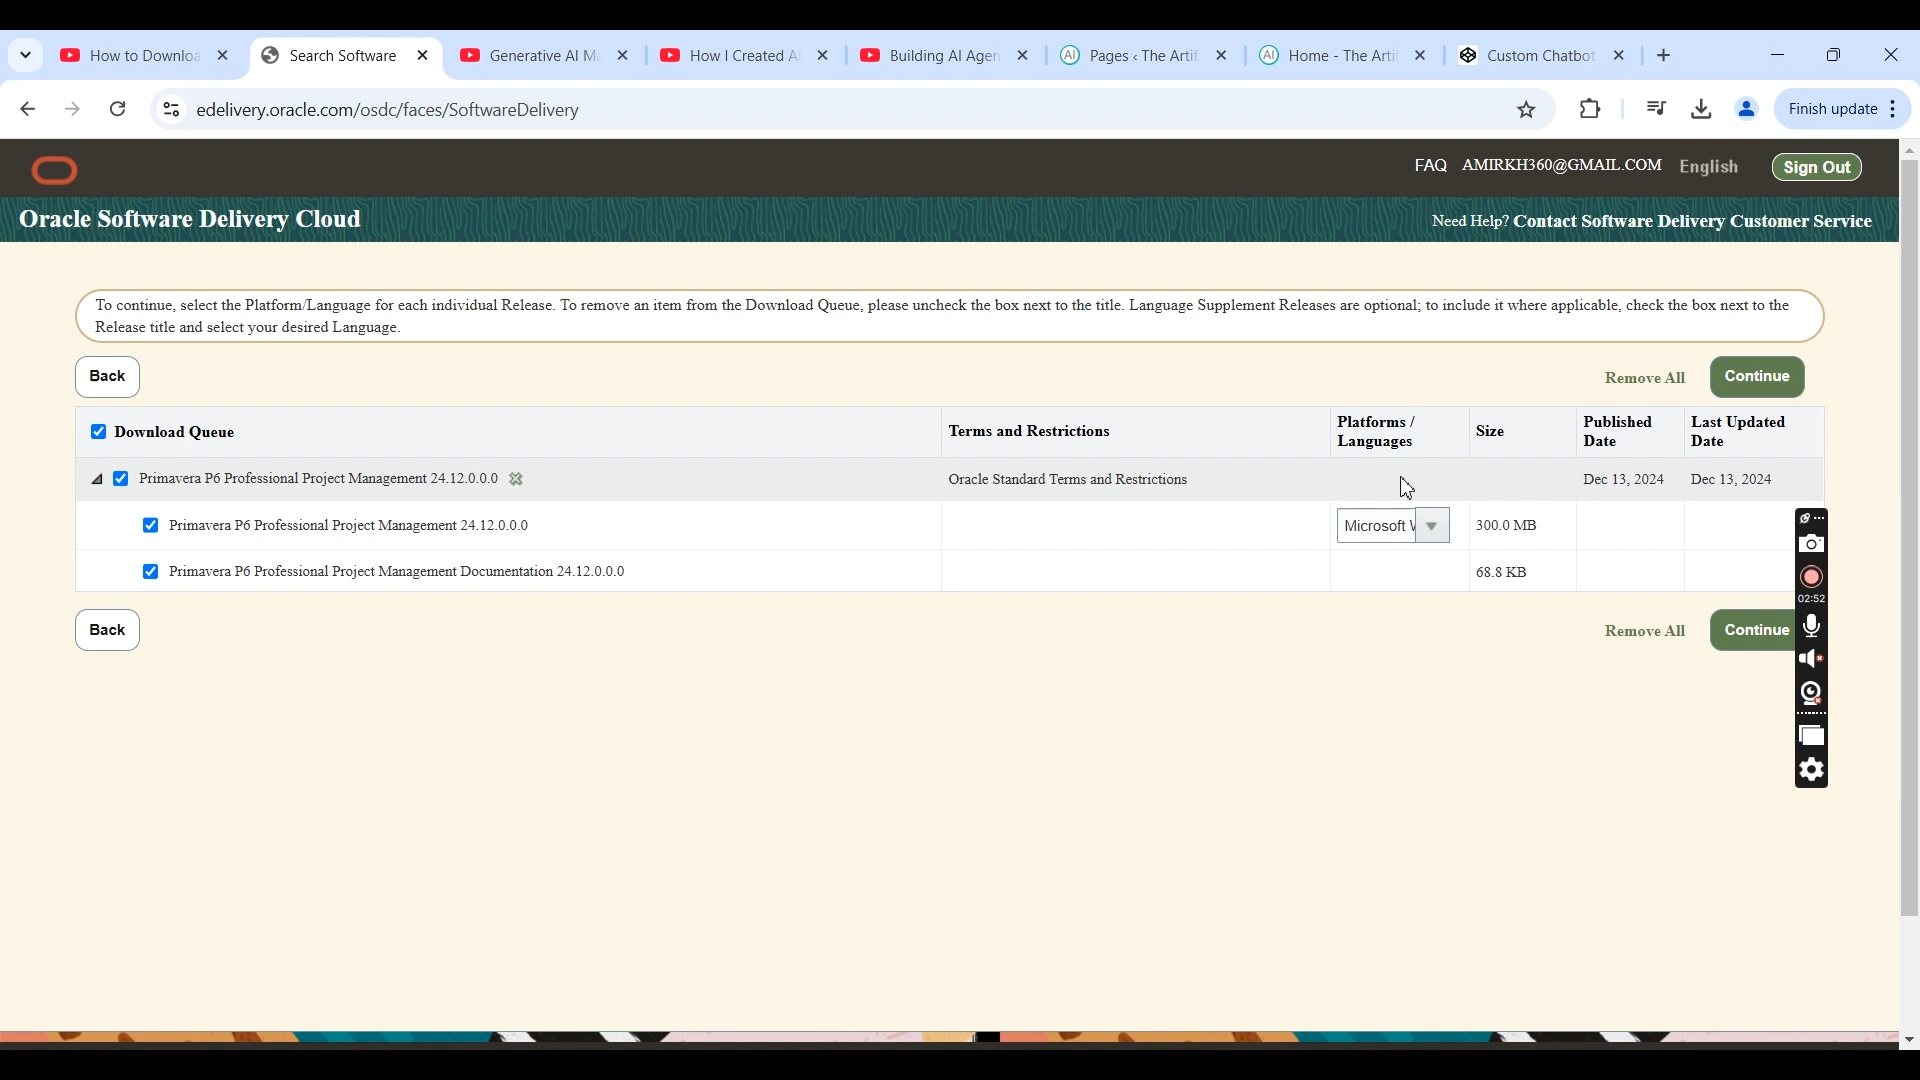 How to Downloa
Search Software
Generative AI Ma
How I Created AI
Building AI Agen
AI
Pages ‹ The Artif
AI
Home - The Artif
Custom Chatbot
edelivery.oracle.com/osdc/faces/SoftwareDelivery
Finish update
FAQ AMIRKH360@GMAIL.COM English Sign Out
Oracle Software Delivery Cloud
Need Help? Contact Software Delivery Customer Service
To continue, select the Platform/Language for each individual Release. To remove an item from the Download Queue, please uncheck the box next to the title. Language Supplement Releases are optional; to include it where applicable, check the box next to the
Release title and select your desired Language.
Back
Remove All
Continue
Download Queue
Terms and Restrictions
Platforms /
Languages
Size
Published
Date
Last Updated
Date
Primavera P6 Professional Project Management 24.12.0.0.0
Oracle Standard Terms and Restrictions
Dec 13, 2024
Dec 13, 2024
Primavera P6 Professional Project Management 24.12.0.0.0
Microsoft W
300.0 MB
Primavera P6 Professional Project Management Documentation 24.12.0.0.0
68.8 KB
02:52
Back
Remove All
Continue